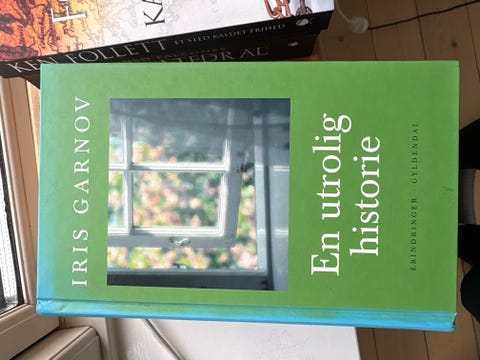 IRIS GARNOV
En utrolig
historie
ERINDRINGER GYLDENDAL
KEN FOLLETT ET STED KALDET FRIHED